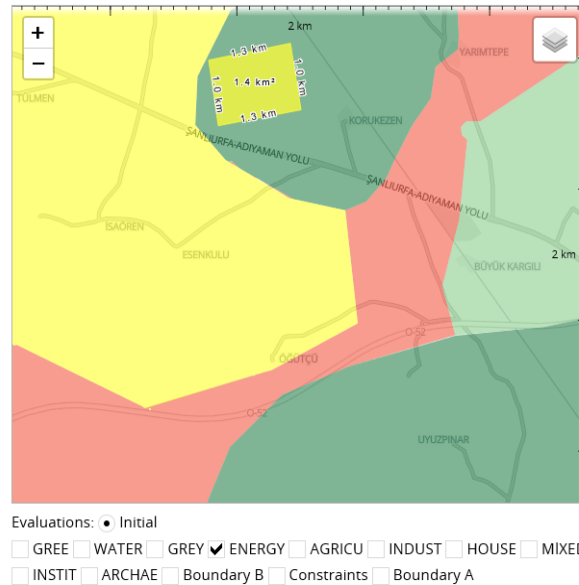 +
2 km
−
YARIMTEPE
1.3 km
1.0 km
1.4 km²
1.0 km
1.3 km
TÜLMEN
KORUKEZEN
ŞANLIURFA-ADIYAMAN YOLU
ŞANLIURFA-ADIYAMAN YOLU
İSAÖREN
ESENKULU
2 km
BÜYÜK KARGILI
O-52
ÖĞÜTÇÜ
O-52
UYUZPINAR
Evaluations: Initial
GREE WATER GREY ENERGY AGRICU INDUST HOUSE MİXED
INSTIT ARCHAE Boundary B Constraints Boundary A